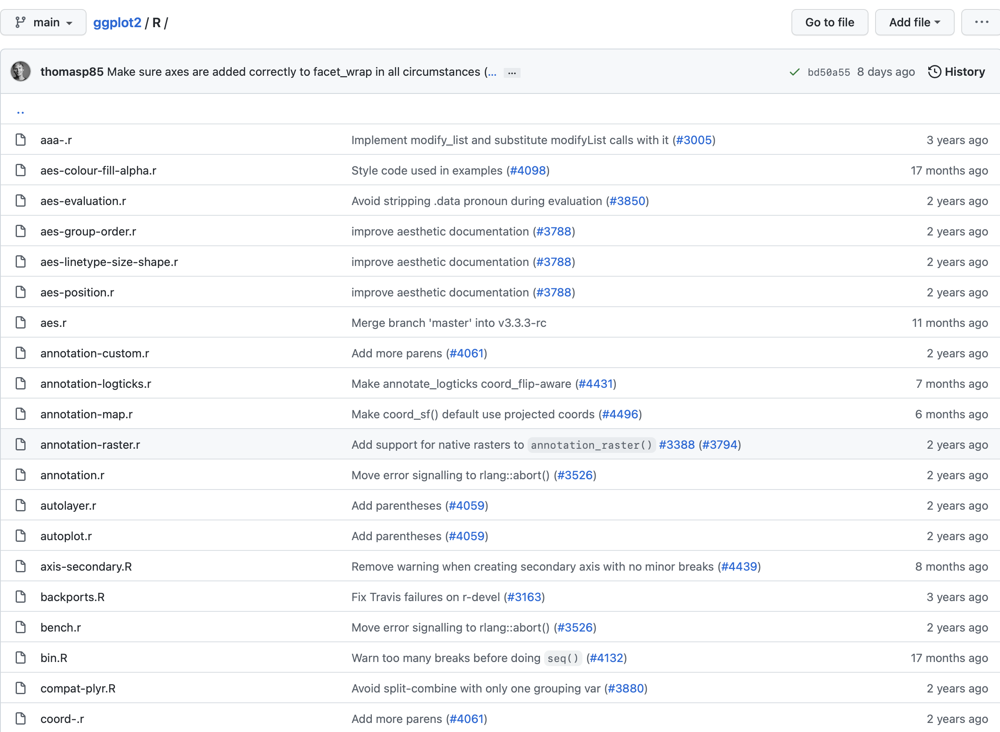 main
ggplot2 / R /
Go to file
Add file
...
thomasp85 Make sure axes are added correctly to facet_wrap in all circumstances (... ...
bd50a55 8 days ago History
..
aaa-.r Implement modify_list and substitute modifyList calls with it (#3005) 3 years ago
aes-colour-fill-alpha.r Style code used in examples (#4098) 17 months ago
aes-evaluation.r Avoid stripping .data pronoun during evaluation (#3850) 2 years ago
aes-group-order.r improve aesthetic documentation (#3788) 2 years ago
aes-linetype-size-shape.r improve aesthetic documentation (#3788) 2 years ago
aes-position.r improve aesthetic documentation (#3788) 2 years ago
aes.r Merge branch 'master' into v3.3.3-rc 11 months ago
annotation-custom.r Add more parens (#4061) 2 years ago
annotation-logticks.r Make annotate_logticks coord_flip-aware (#4431) 7 months ago
annotation-map.r Make coord_sf() default use projected coords (#4496) 6 months ago
annotation-raster.r Add support for native rasters to annotation_raster() #3388 (#3794) 2 years ago
annotation.r Move error signalling to rlang::abort() (#3526) 2 years ago
autolayer.r Add parentheses (#4059) 2 years ago
autoplot.r Add parentheses (#4059) 2 years ago
axis-secondary.R Remove warning when creating secondary axis with no minor breaks (#4439) 8 months ago
backports.R Fix Travis failures on r-devel (#3163) 3 years ago
bench.r Move error signalling to rlang::abort() (#3526) 2 years ago
bin.R Warn too many breaks before doing seq() (#4132) 17 months ago
compat-plyr.R Avoid split-combine with only one grouping var (#3880) 2 years ago
coord-.r Add more parens (#4061) 2 years ago